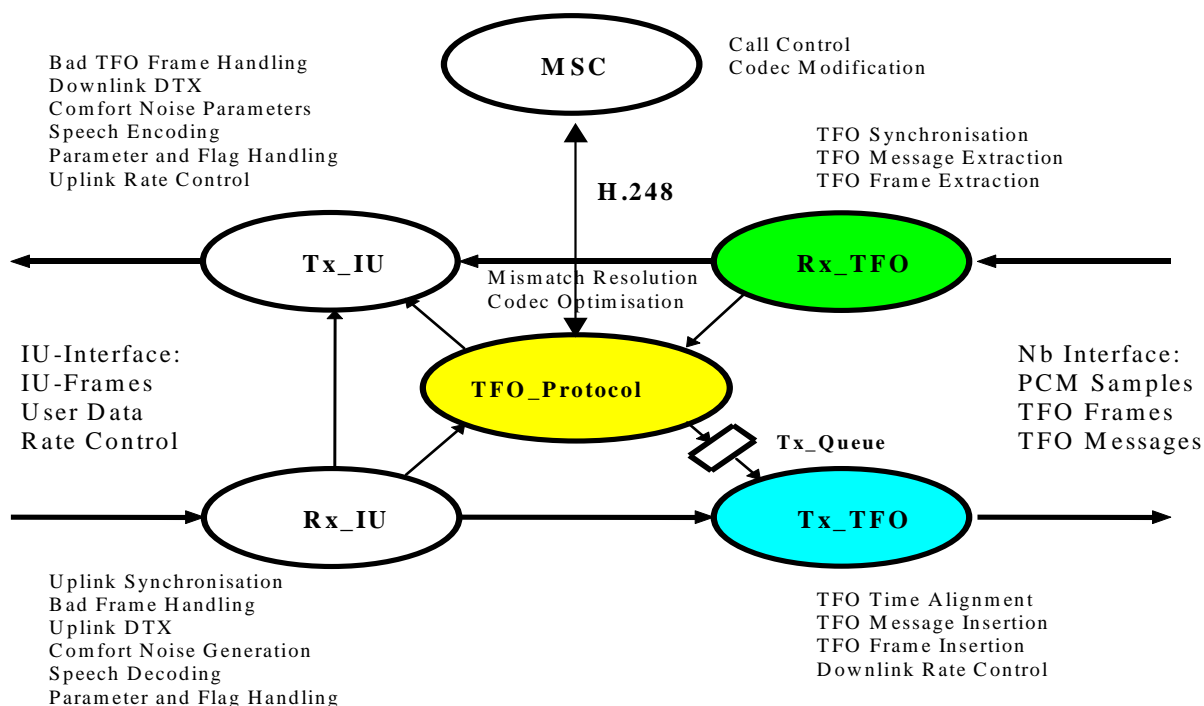 Bad TFO Frame Handling
Downlink DTX
Comfort Noise Parameters
Speech Encoding
Parameter and Flag Handling
Uplink Rate Control
MSC
Call Control
Codec Modification
TFO Synchronisation
TFO Message Extraction
TFO Frame Extraction
H.248
Tx_IU
Rx_TFO
Mismatch Resolution
Codec Optimisation
IU-Interface:
IU-Frames
User Data
Rate Control
TFO_Protocol
Nb Interface:
PCM Samples
TFO Frames
TFO Messages
Tx_Queue
Rx_IU
Tx_TFO
Uplink Synchronisation
Bad Frame Handling
Uplink DTX
Comfort Noise Generation
Speech Decoding
Parameter and Flag Handling
TFO Time Alignment
TFO Message Insertion
TFO Frame Insertion
Downlink Rate Control